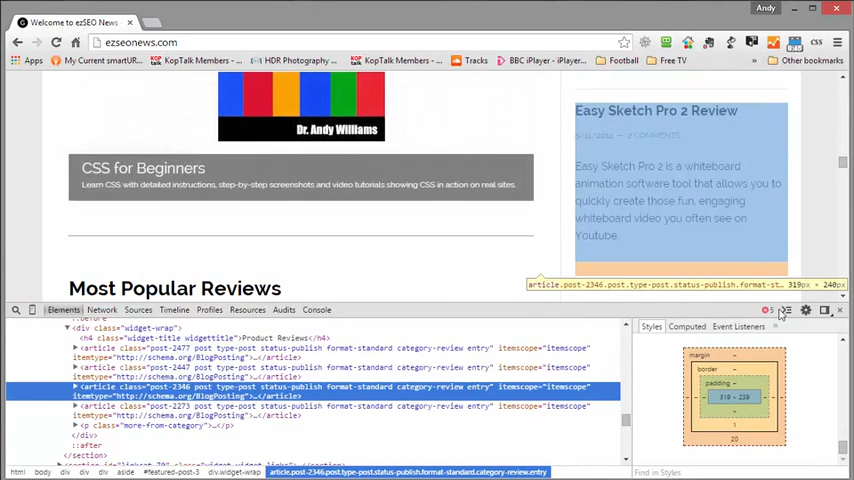 Andy
Welcome to ezSEO News -
ezseonews.com
Apps My Current smartUR... KopTalk Members - ... HDR Photography ... KopTalk Members - ... Tracks BBC iPlayer - iPlaye... Football Free TV Other bookmarks
CSS
Dr. Andy Williams
CSS for Beginners
Learn CSS with detailed instructions, step-by-step screenshots and video tutorials showing CSS in action on real sites.
Most Popular Reviews
Easy Sketch Pro 2 Review
2 COMMENTS
Easy Sketch Pro 2 is a whiteboard
animation software tool that allows you
to quickly create those fun, engaging
whiteboard video you often see on
Youtube.
article.post-2346.post.type-post.status-publish.format-st... 319px × 240px
Elements Network Sources Timeline Profiles Resources Audits Console 5
::before
▼<div class="widget-wrap">
<h4 class="widget-title widgettitle">Product Reviews</h4>
▶<article class="post-2477 post type-post status-publish format-standard category-review entry" itemscope="itemscope"
itemtype="http://schema.org/BlogPosting">…</article>
▶<article class="post-2447 post type-post status-publish format-standard category-review entry" itemscope="itemscope"
itemtype="http://schema.org/BlogPosting">…</article>
▶<article class="post-2346 post type-post status-publish format-standard category-review entry" itemscope="itemscope"
itemtype="http://schema.org/BlogPosting">…</article>
▶<article class="post-2273 post type-post status-publish format-standard category-review entry" itemscope="itemscope"
itemtype="http://schema.org/BlogPosting">…</article>
▶<p class="more-from-category">…</p>
</div>
::after
</section>
html body div div aside #featured-post-3 div.widget-wrap article.post-2346.post.type-post.status-publish.format-standard.category-review.entry
Styles Computed Event Listeners »
margin –
border –
padding –
319 × 239
–
1
20
Find in Styles